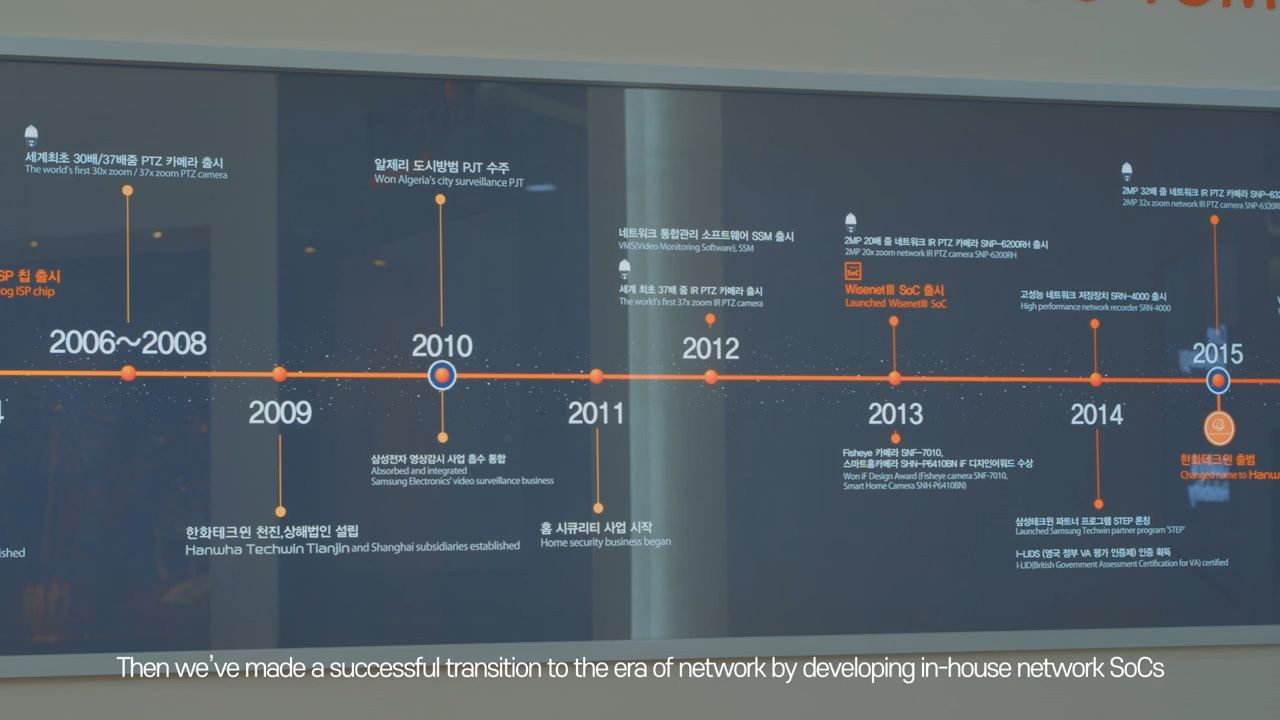 세계최초 30배/37배줌 PTZ 카메라 출시
The world's first 30x zoom / 37x zoom PTZ camera
칩 출시
ISP chip
2006~2008
2009
한화테크윈 천진,상해법인 설립
Hanwha Techwin Tianjin and Shanghai subsidiaries established
알제리 도시방범 PJT 수주
Won Algeria's city surveillance PJT
2010
삼성전자 영상감시 사업 흡수 통합
Absorbed and integrated
Samsung Electronics' video surveillance business
2011
홈 시큐리티 사업 시작
Home security business began
네트워크 통합관리 소프트웨어 SSM 출시
VMS(Video Monitoring Software), SSM
세계 최초 37배 줌 IR PTZ 카메라 출시
The world's first 37x zoom IR PTZ camera
2012
2MP 20배 줌 네트워크 IR PTZ 카메라 SNP-6200RH 출시
2MP 20x zoom network IR PTZ camera SNP-6200RH
SoC
WisenetⅢ SoC 출시
Launched WisenetⅢ SoC
2013
Fisheye 카메라 SNF-7010,
스마트홈카메라 SHN-P6410BN iF 디자인어워드 수상
Won iF Design Award (Fisheye camera SNF-7010,
Smart Home Camera SNH-P6410BN)
고성능 네트워크 저장장치 SRN-4000 출시
High performance network recorder SRN-4000
2014
삼성테크윈 파트너 프로그램 STEP 론칭
Launched Samsung Techwin partner program 'STEP'
I-LIDS (영국 정부 VA 평가 인증제) 인증 획득
I-LID(British Government Assessment Certification for VA) certified
2MP 32배 줌 네트워크 IR PTZ 카메라
2MP 32x zoom network IR PTZ camera
2015
한화테크윈 출범
Changed name to
Then we've made a successful transition to the era of network by developing in-house network SoCs